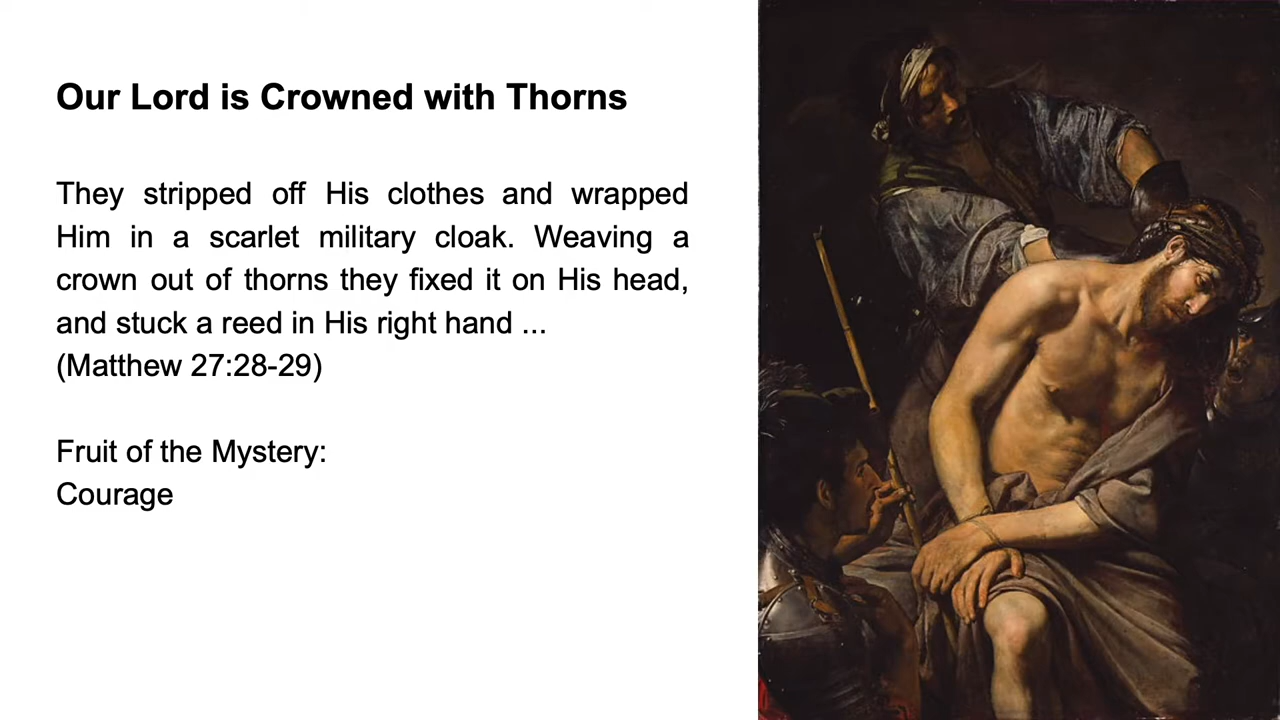 Our Lord is Crowned with Thorns
They stripped off His clothes and wrapped
Him in a scarlet military cloak. Weaving a
crown out of thorns they fixed it on His head,
and stuck a reed in His right hand ...
(Matthew 27:28-29)
Fruit of the Mystery:
Courage